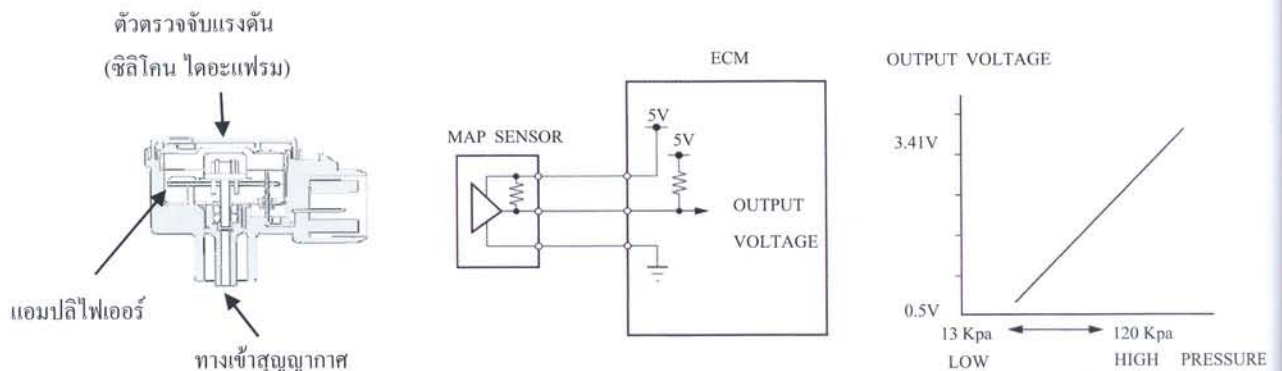 ตัวตรวจจับแรงดัน
(ซิลิโคน ไดอะแฟรม)
แอมปลิไฟเออร์
ทางเข้าสุญญากาศ
ECM
5V
5V
MAP SENSOR
OUTPUT
VOLTAGE
OUTPUT VOLTAGE
3.41V
0.5V
13 Kpa
120 Kpa
LOW
HIGH PRESSURE